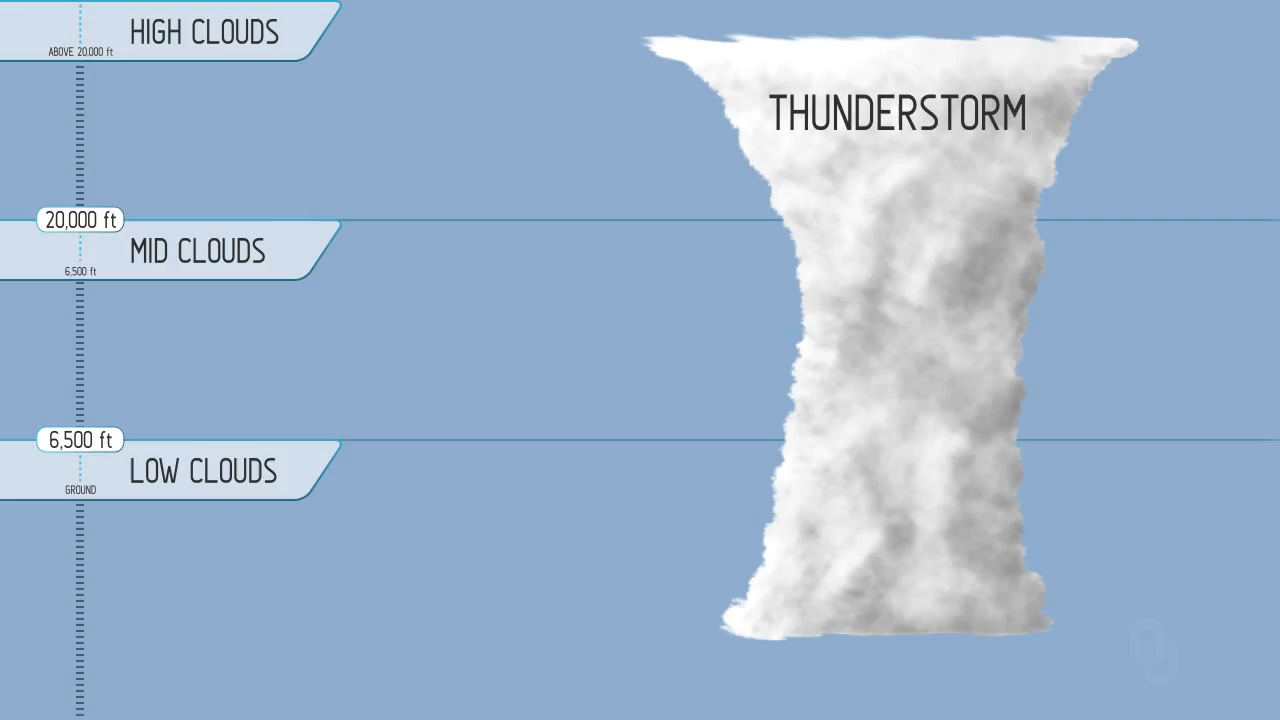 HIGH CLOUDS
ABOVE 20,000 ft
THUNDERSTORM
20,000 ft
MID CLOUDS
6,500 ft
6,500 ft
LOW CLOUDS
GROUND
OU